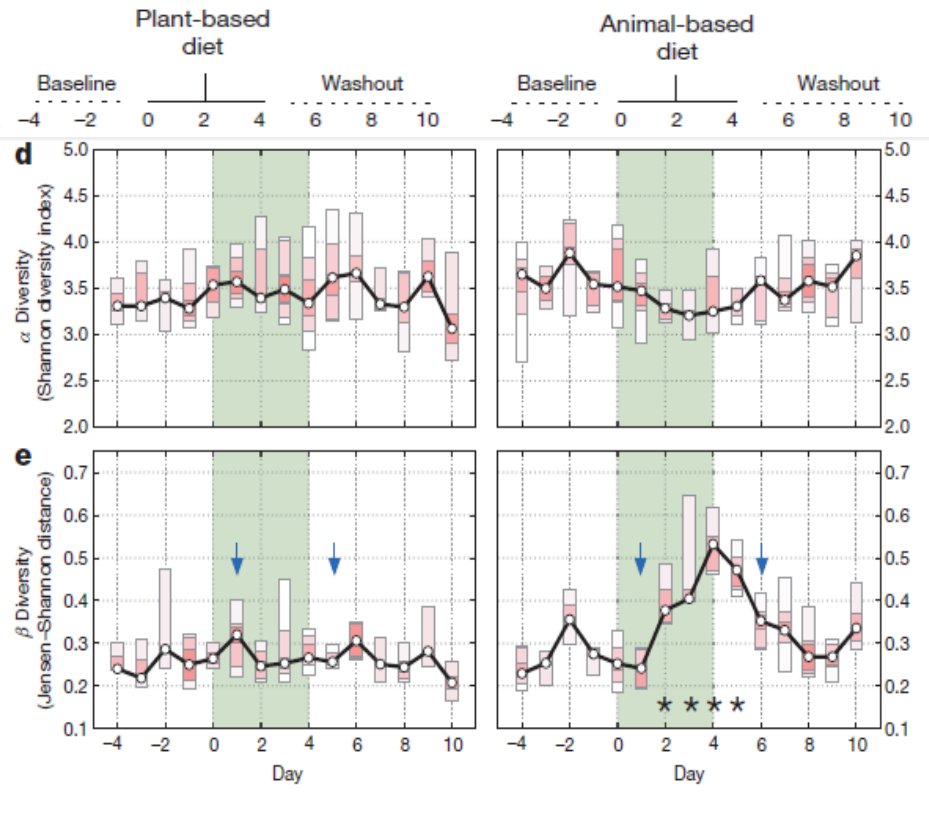 Plant-based
diet
Animal-based
diet
Baseline Washout Baseline Washout
−4 −2 0 2 4 6 8 10 −4 −2 0 2 4 6 8 10
d
5.0
4.5
4.0
3.5
3.0
2.5
2.0
α Diversity
(Shannon diversity index)
5.0
4.5
4.0
3.5
3.0
2.5
2.0
e
0.7
0.6
0.5
0.4
0.3
0.2
0.1
β Diversity
(Jensen–Shannon distance)
* * * *
0.7
0.6
0.5
0.4
0.3
0.2
0.1
−4 −2 0 2 4 6 8 10 −4 −2 0 2 4 6 8 10
Day Day